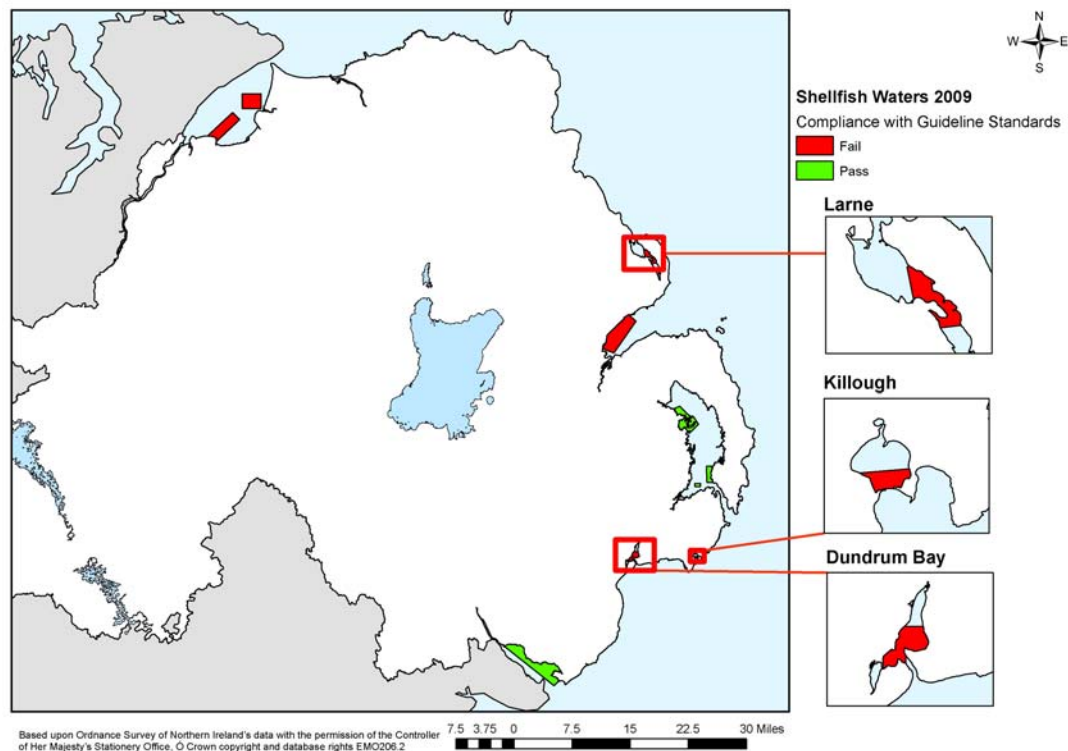 N
W E
S
Shellfish Waters 2009
Compliance with Guideline Standards
Fail
Pass
Larne
Killough
Dundrum Bay
Based upon Ordnance Survey of Northern Ireland's data with the permission of the Controller
of Her Majesty's Stationery Office, Ó Crown copyright and database rights EMO206.2
7.5 3.75 0 7.5 15 22.5 30 Miles